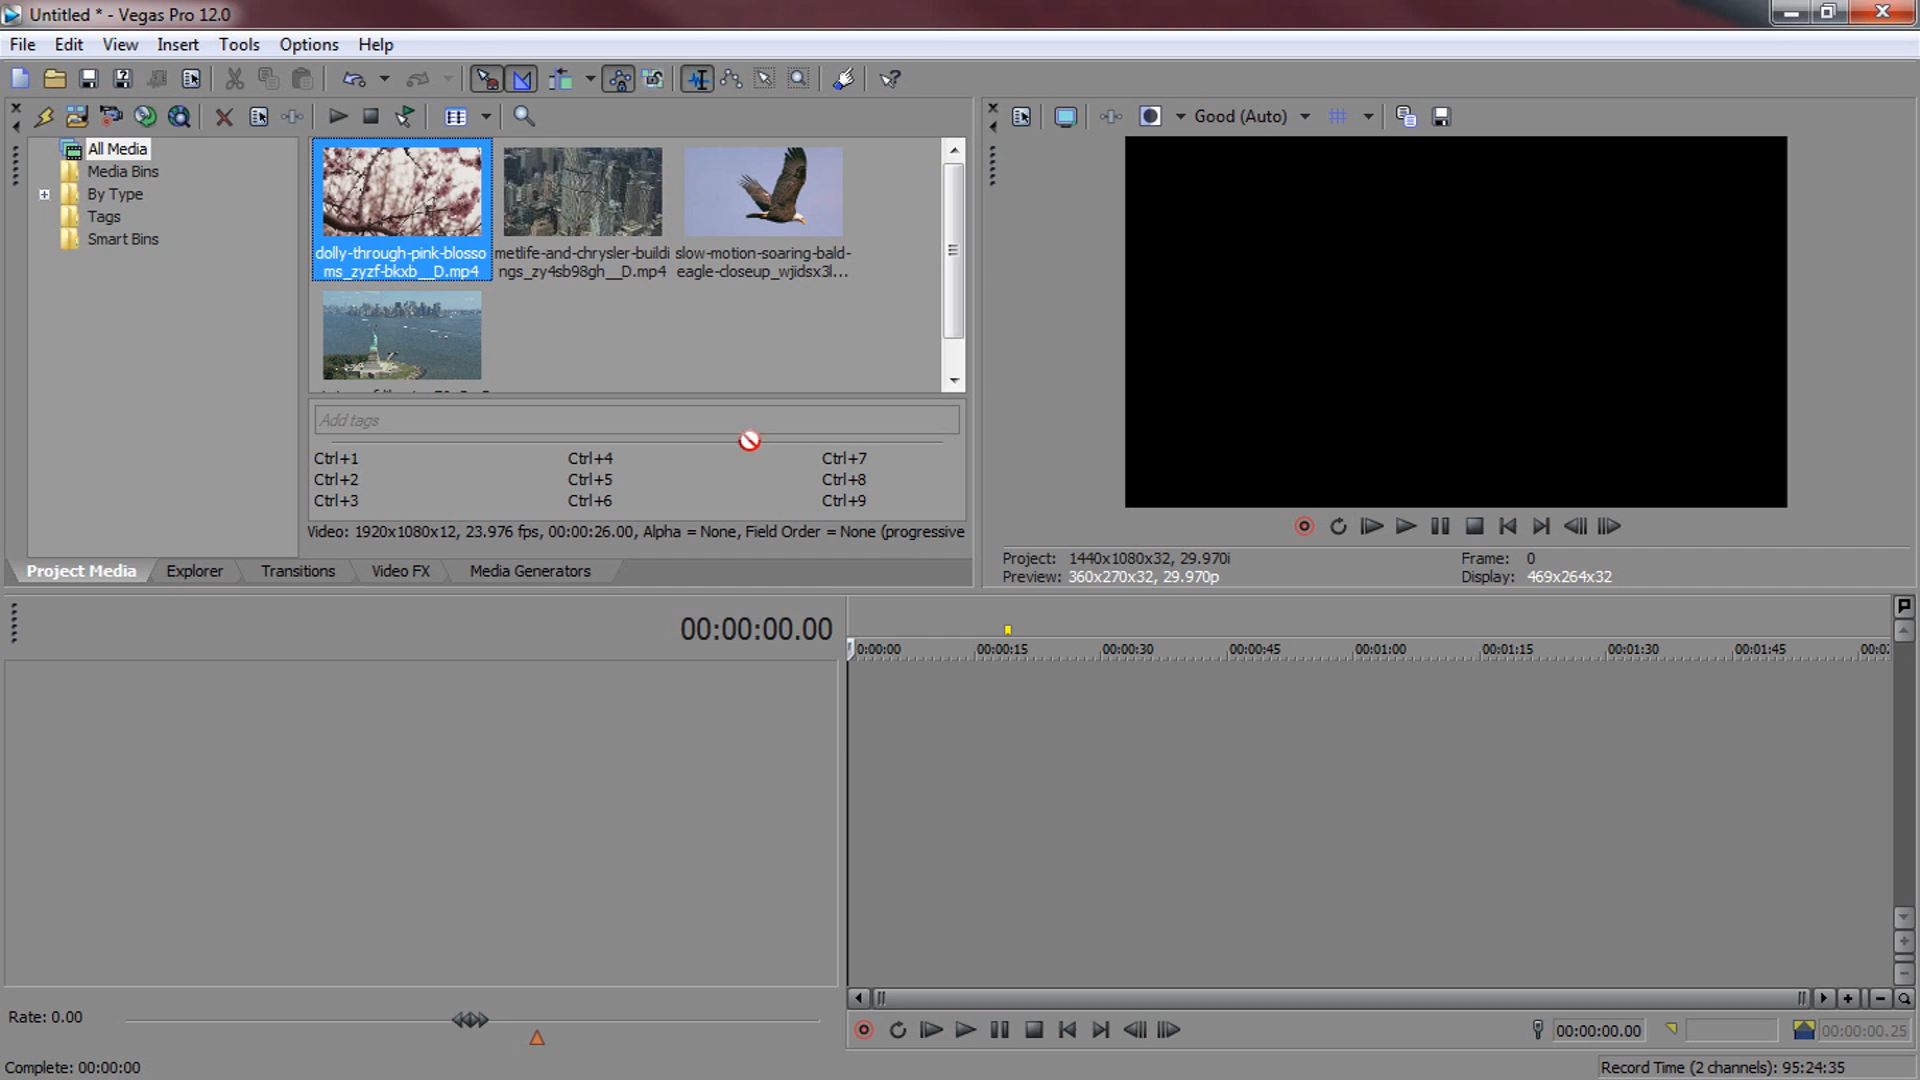 Untitled * - Vegas Pro 12.0
File Edit View Insert Tools Options Help
Good (Auto)
All Media
Media Bins
By Type
Tags
Smart Bins
dolly-through-pink-blosso
ms_zyzf-bkxb__D.mp4
metlife-and-chrysler-buildi
ngs_zy4sb98gh__D.mp4
slow-motion-soaring-bald-
eagle-closeup_wjidsx3l...
Add tags
Ctrl+1 Ctrl+4 Ctrl+7
Ctrl+2 Ctrl+5 Ctrl+8
Ctrl+3 Ctrl+6 Ctrl+9
Video: 1920x1080x12, 23.976 fps, 00:00:26.00, Alpha = None, Field Order = None (progressive
Project Media Explorer Transitions Video FX Media Generators
Project: 1440x1080x32, 29.970i Frame: 0
Preview: 360x270x32, 29.970p Display: 469x264x32
00:00:00.00
0:00:00 00:00:15 00:00:30 00:00:45 00:01:00 00:01:15 00:01:30 00:01:45 00:02:
Rate: 0.00
00:00:00.00 00:00:00.25
Complete: 00:00:00
Record Time (2 channels): 95:24:35